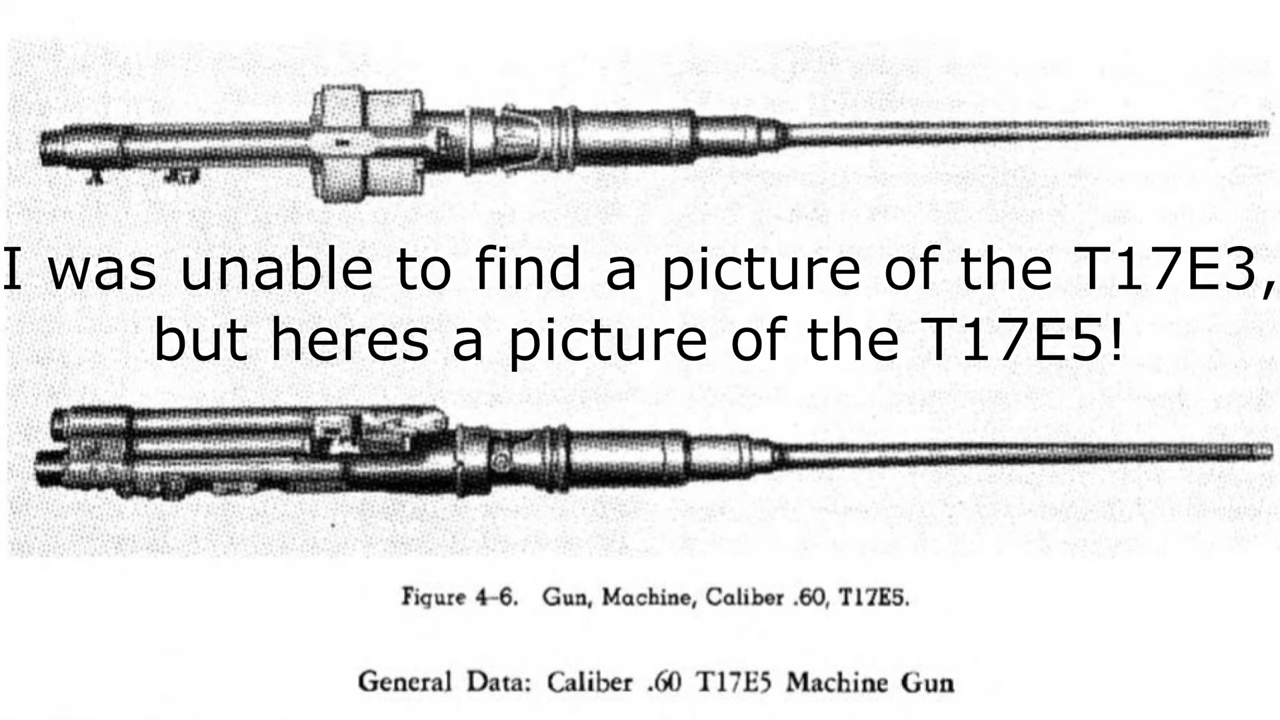 I was unable to find a picture of the T17E3,
but heres a picture of the T17E5!
Figure 4–6. Gun, Machine, Caliber .60, T17E5.
General Data: Caliber .60 T17E5 Machine Gun